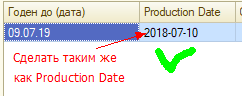 Годен до (дата) Production Date
09.07.19 2018-07-10
Сделать таким же
как Production Date